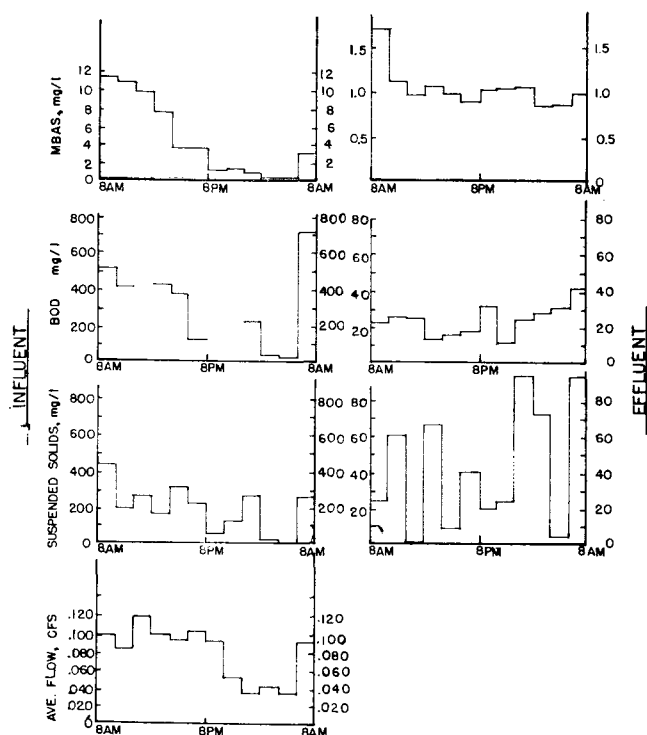 INFLUENT
EFFLUENT
MBAS, mg/l
12
10
8
6
4
2
0
12
10
8
6
4
2
8AM
8PM
8AM
1.5
1.0
0.5
1.5
1.0
0.5
0
8AM
8PM
8AM
BOD mg/l
800
600
400
200
0
800
600
400
200
0
8AM
8PM
8AM
80
60
40
20
80
60
40
20
0
8AM
8PM
8AM
SUSPENDED SOLIDS, mg/l
800
600
400
200
0
800
600
400
200
0
8AM
8PM
8AM
80
60
40
20
80
60
40
20
0
8AM
8PM
8AM
AVE. FLOW, CFS
.120
.100
.080
.060
.040
.020
0
.120
.100
.080
.060
.040
.020
8AM
8PM
8AM